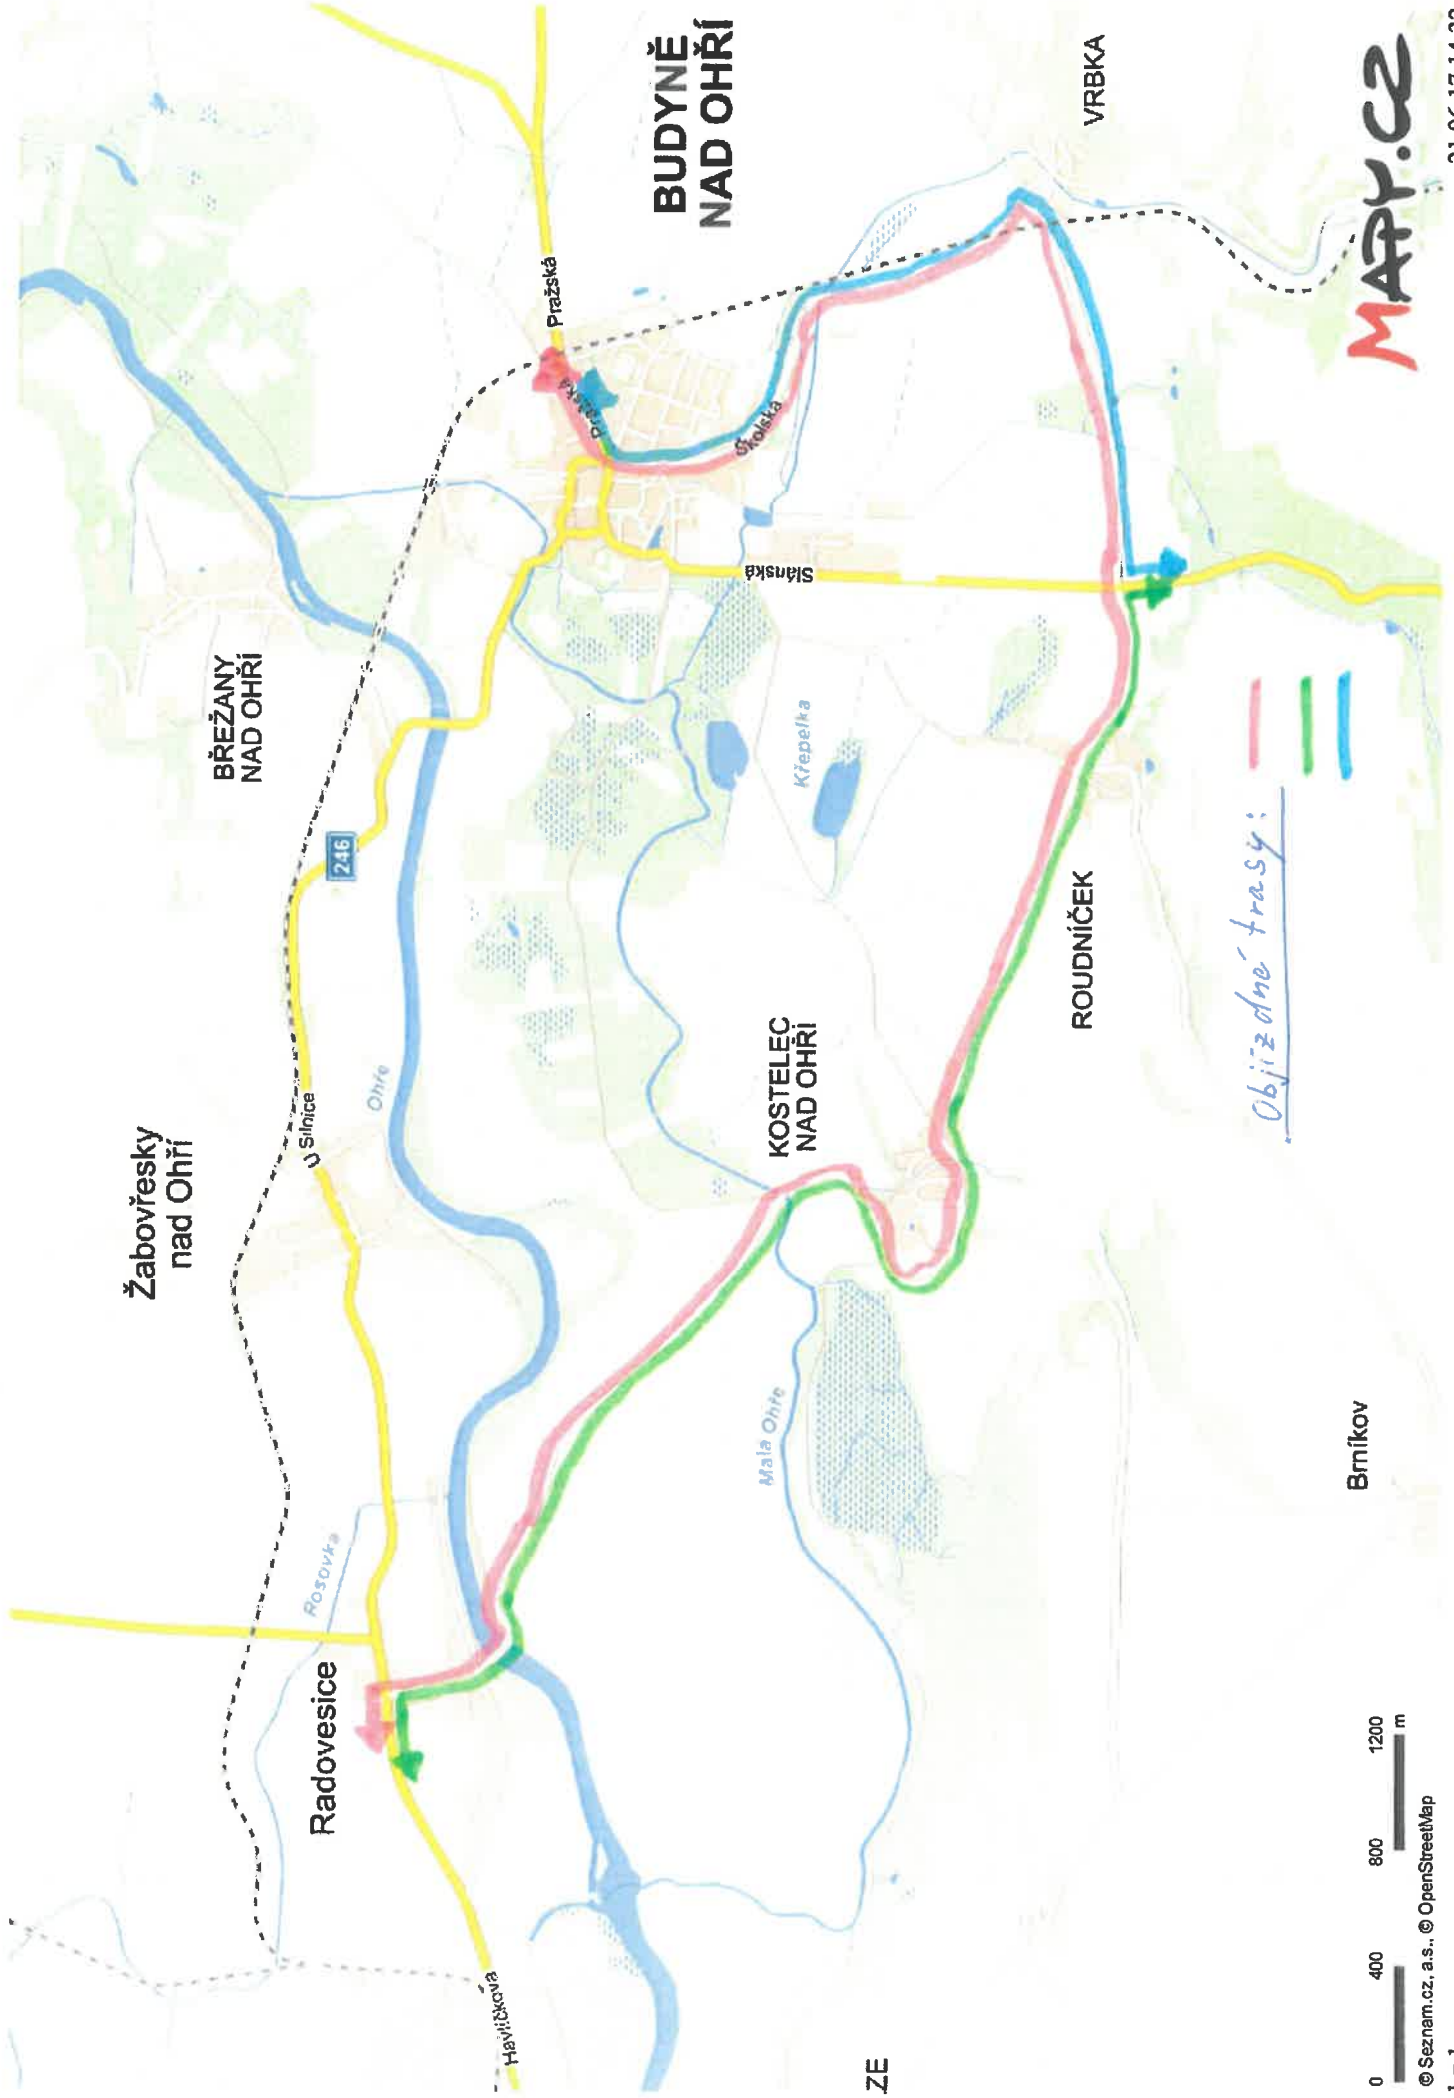 Žabovřesky
nad Ohří
BŘEŽANY
NAD OHŘÍ
Radovesice
Rosovka
U Silnice
246
Ohře
Havlíčkova
Pražská
Pražská
BUDYNĚ
NAD OHŘÍ
Školská
Slánská
Křepelka
KOSTELEC
NAD OHŘÍ
Malá Ohře
ZE
ROUDNÍČEK
VRBKA
Objízdné trasy:
Brníkov
MAPY.CZ
0 400 800 1200
m
© Seznam.cz, a.s., © OpenStreetMap